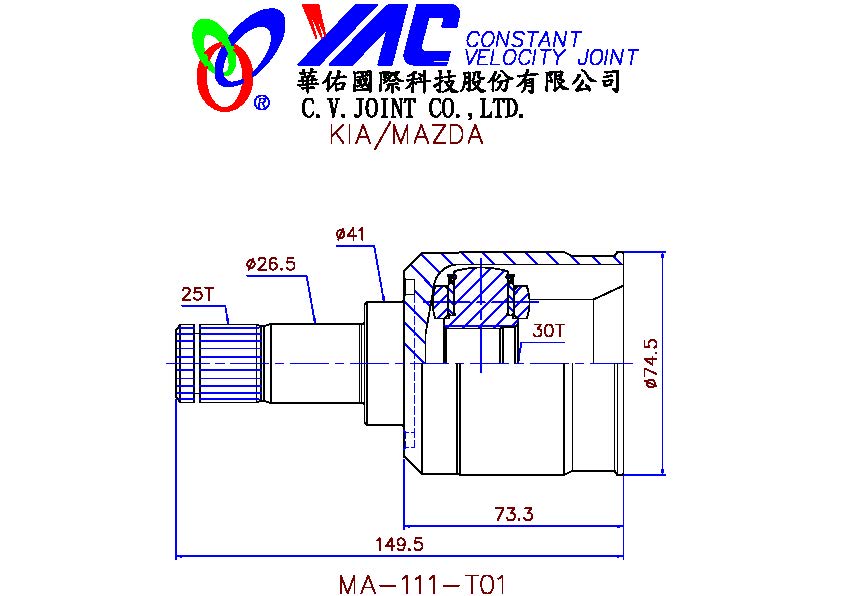 YAC CONSTANT
VELOCITY JOINT
®
華佑國際科技股份有限公司
C.V.JOINT CO.,LTD.
KIA/MAZDA
ø41
ø26.5
25T
30T
ø74.5
73.3
149.5
MA-111-T01